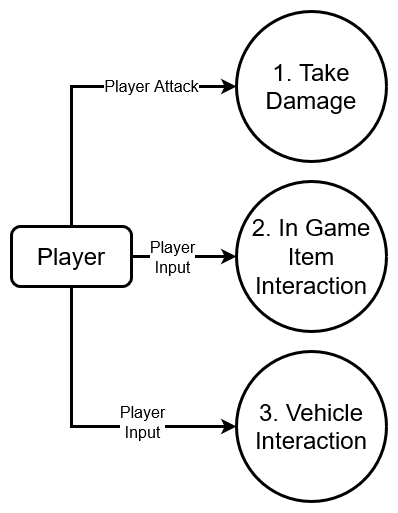 Player Attack
1. Take
Damage
Player
Player
Input
2. In Game
Item
Interaction
Player
Input
3. Vehicle
Interaction